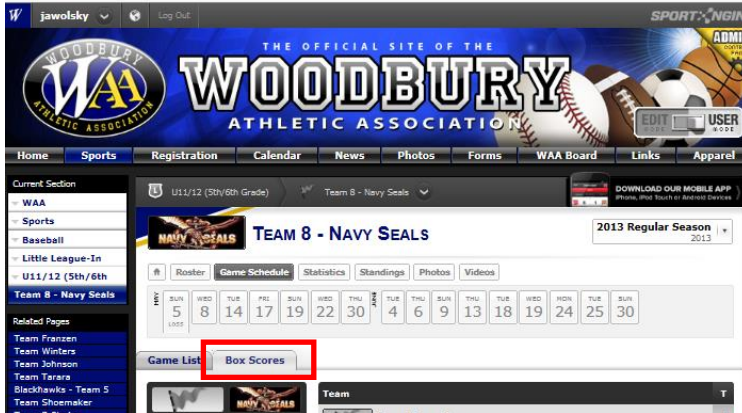 W jawolsky Log Out SPORT NGIN
THE OFFICIAL SITE OF THE
WOODBURY
ATHLETIC ASSOCIATION
WOODBURY
WAA
ATHLETIC ASSOCIATION
ADMI
EDIT MODE USER MODE
Home Sports Registration Calendar News Photos Forms WAA Board Links Apparel
Current Section
WAA
Sports
Baseball
Little League-In
U11/12 (5th/6th
Team 8 - Navy Seals
Related Pages
Team Franzen
Team Winters
Team Johnson
Team Tarara
Blackhawks - Team 5
Team Shoemaker
U11/12 (5th/6th Grade) Team 8 - Navy Seals
DOWNLOAD OUR MOBILE APP
iPhone, iPod Touch or Android Devices
NAVY SEALS
TEAM 8 - NAVY SEALS
2013 Regular Season
2013
Roster Game Schedule Statistics Standings Photos Videos
MAY SUN WED TUE FRI SUN WED THU JUNE TUE THU SUN THU TUE WED MON TUE SUN
5 8 14 17 19 22 30 4 6 9 13 18 19 24 25 30
LOSS
Game List Box Scores
NAVY SEALS
Team T